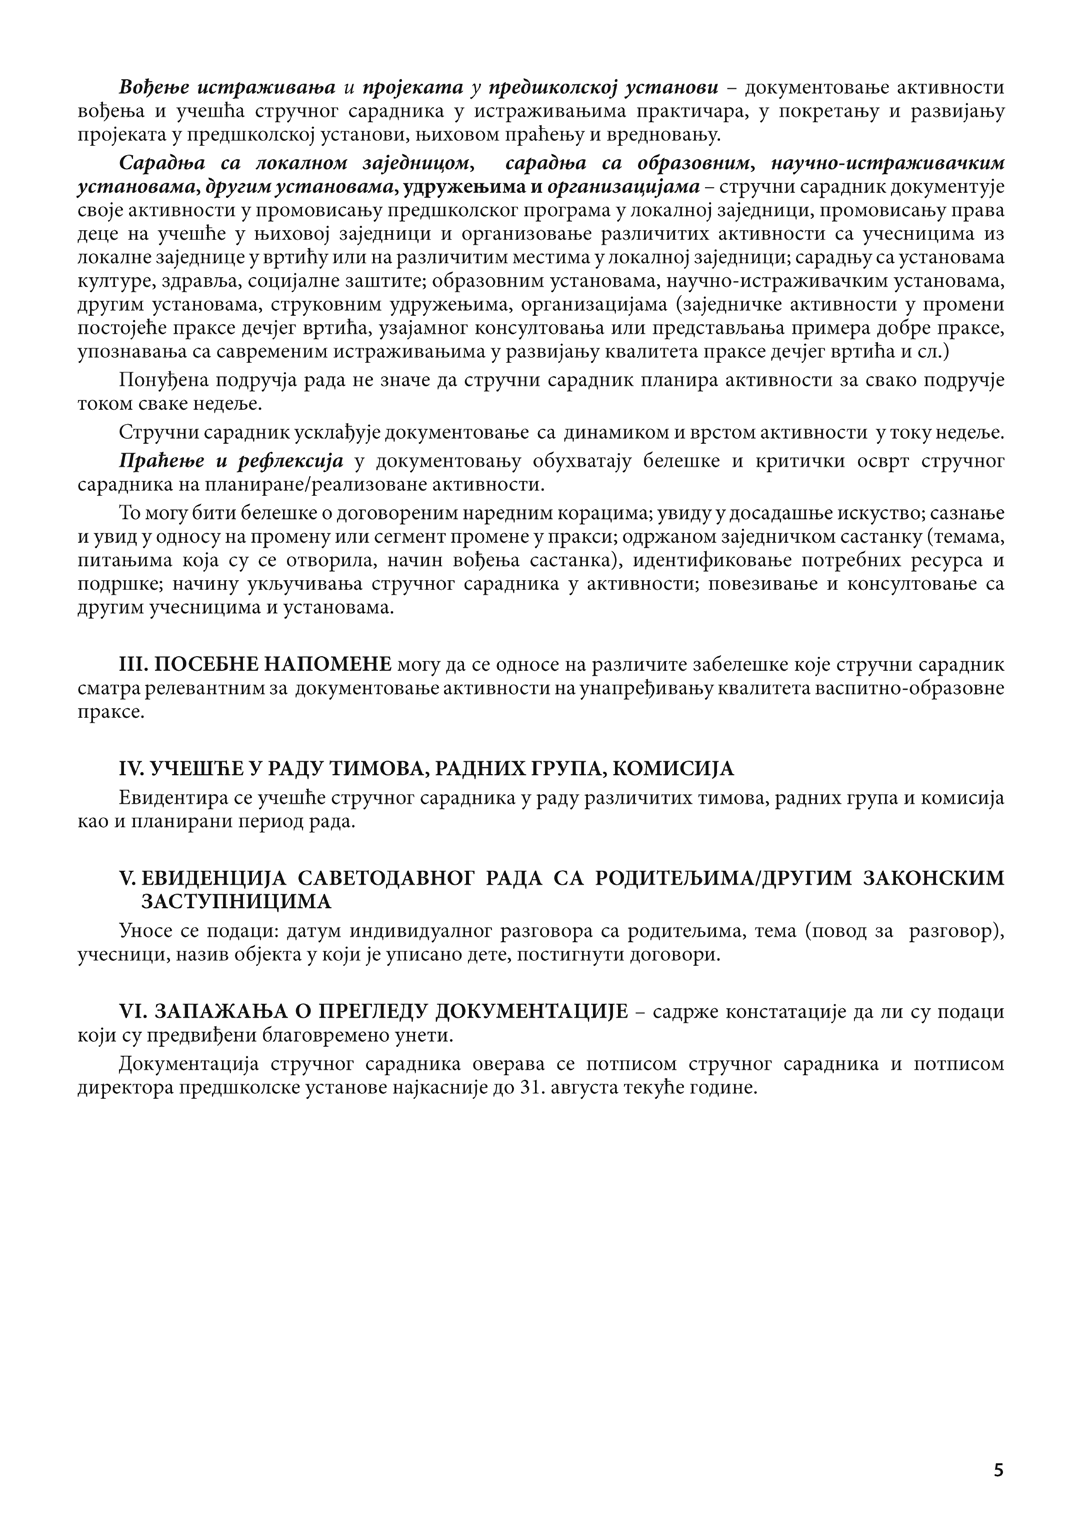 Вођење истраживања и пројеката у предшколској установи – документовање активности
вођења и учешћа стручног сарадника у истраживањима практичара, у покретању и развијању
пројеката у предшколској установи, њиховом праћењу и вредновању.
Сарадња са локалном заједницом, сарадња са образовним, научно-истраживачким
установама, другим установама, удружењима и организацијама – стручни сарадник документује
своје активности у промовисању предшколског програма у локалној заједници, промовисању права
деце на учешће у њиховој заједници и организовање различитих активности са учесницима из
локалне заједнице у вртићу или на различитим местима у локалној заједници; сарадњу са установама
културе, здравља, социјалне заштите; образовним установама, научно-истраживачким установама,
другим установама, струковним удружењима, организацијама (заједничке активности у промени
постојеће праксе дечјег вртића, узајамног консултовања или представљања примера добре праксе,
упознавања са савременим истраживањима у развијању квалитета праксе дечјег вртића и сл.)
Понуђена подручја рада не значе да стручни сарадник планира активности за свако подручје
током сваке недеље.
Стручни сарадник усклађује документовање са динамиком и врстом активности у току недеље.
Праћење и рефлексија у документовању обухватају белешке и критички осврт стручног
сарадника на планиране/реализоване активности.
То могу бити белешке о договореним наредним корацима; увиду у досадашње искуство; сазнање
и увид у односу на промену или сегмент промене у пракси; одржаном заједничком састанку (темама,
питањима која су се отворила, начин вођења састанка), идентификовање потребних ресурса и
подршке; начину укључивања стручног сарадника у активности; повезивање и консултовање са
другим учесницима и установама.
III. ПОСЕБНЕ НАПОМЕНЕ могу да се односе на различите забелешке које стручни сарадник
сматра релевантним за документовање активности на унапређивању квалитета васпитно-образовне
праксе.
IV. УЧЕШЋЕ У РАДУ ТИМОВА, РАДНИХ ГРУПА, КОМИСИЈА
Евидентира се учешће стручног сарадника у раду различитих тимова, радних група и комисија
као и планирани период рада.
V. ЕВИДЕНЦИЈА САВЕТОДАВНОГ РАДА СА РОДИТЕЉИМА/ДРУГИМ ЗАКОНСКИМ
ЗАСТУПНИЦИМА
Уносе се подаци: датум индивидуалног разговора са родитељима, тема (повод за разговор),
учесници, назив објекта у који је уписано дете, постигнути договори.
VI. ЗАПАЖАЊА О ПРЕГЛЕДУ ДОКУМЕНТАЦИЈЕ – садрже констатације да ли су подаци
који су предвиђени благовремено унети.
Документација стручног сарадника оверава се потписом стручног сарадника и потписом
директора предшколске установе најкасније до 31. августа текуће године.
5